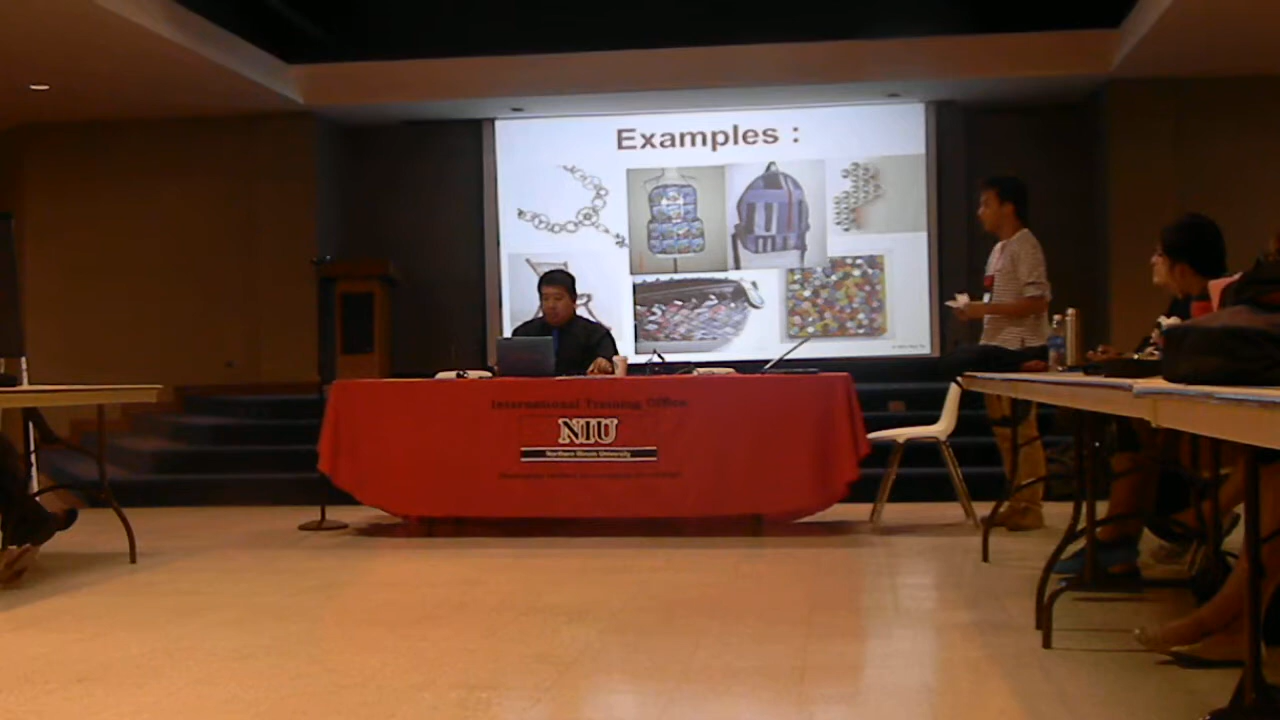 Examples :
International Training Office
NIU
Northern Illinois University